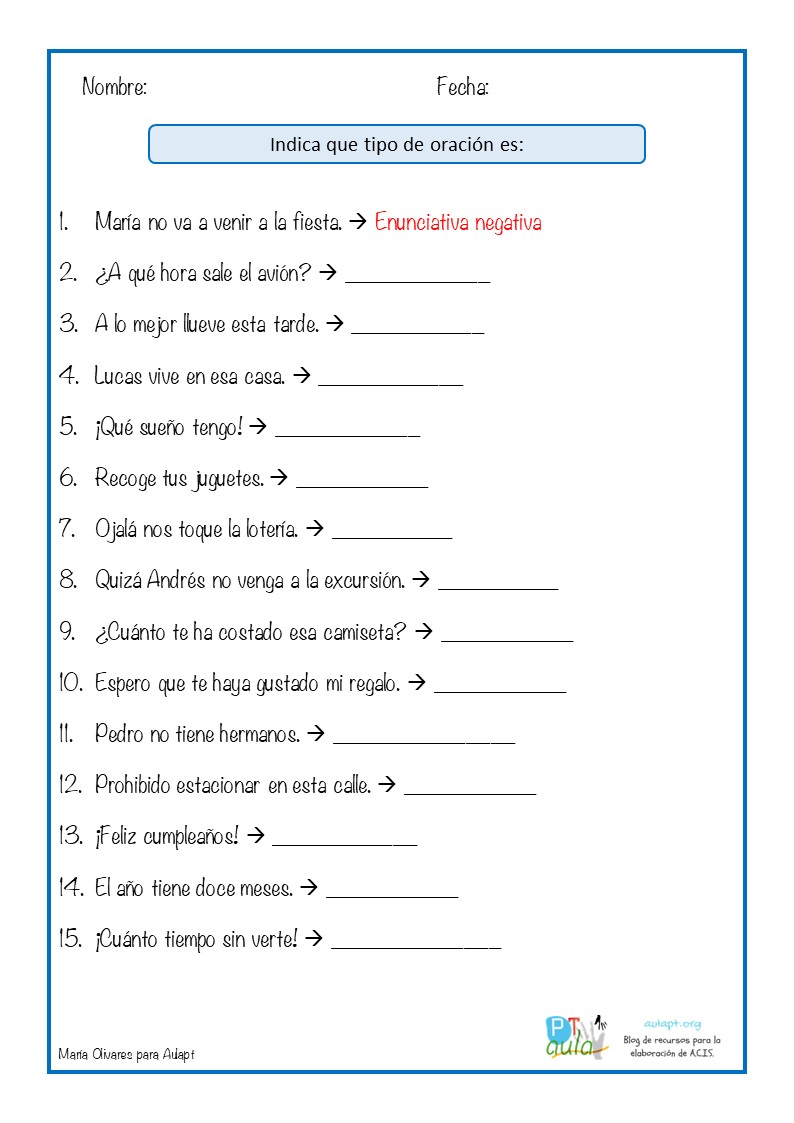 Nombre: Fecha:
Indica que tipo de oración es:
1. María no va a venir a la fiesta. → Enunciativa negativa
2. ¿A qué hora sale el avión? → ____________
3. A lo mejor llueve esta tarde. → ___________
4. Lucas vive en esa casa. → ____________
5. ¡Qué sueño tengo! → ____________
6. Recoge tus juguetes. → ___________
7. Ojalá nos toque la lotería. → __________
8. Quizá Andrés no venga a la excursión. → __________
9. ¿Cuánto te ha costado esa camiseta? → ___________
10. Espero que te haya gustado mi regalo. → ___________
11. Pedro no tiene hermanos. → _______________
12. Prohibido estacionar en esta calle. → ___________
13. ¡Feliz cumpleaños! → ____________
14. El año tiene doce meses. → ___________
15. ¡Cuánto tiempo sin verte! → ______________
PT
aula
aulapt.org
Blog de recursos para la
elaboración de A.C.I.S.
María Olivares para Aulapt